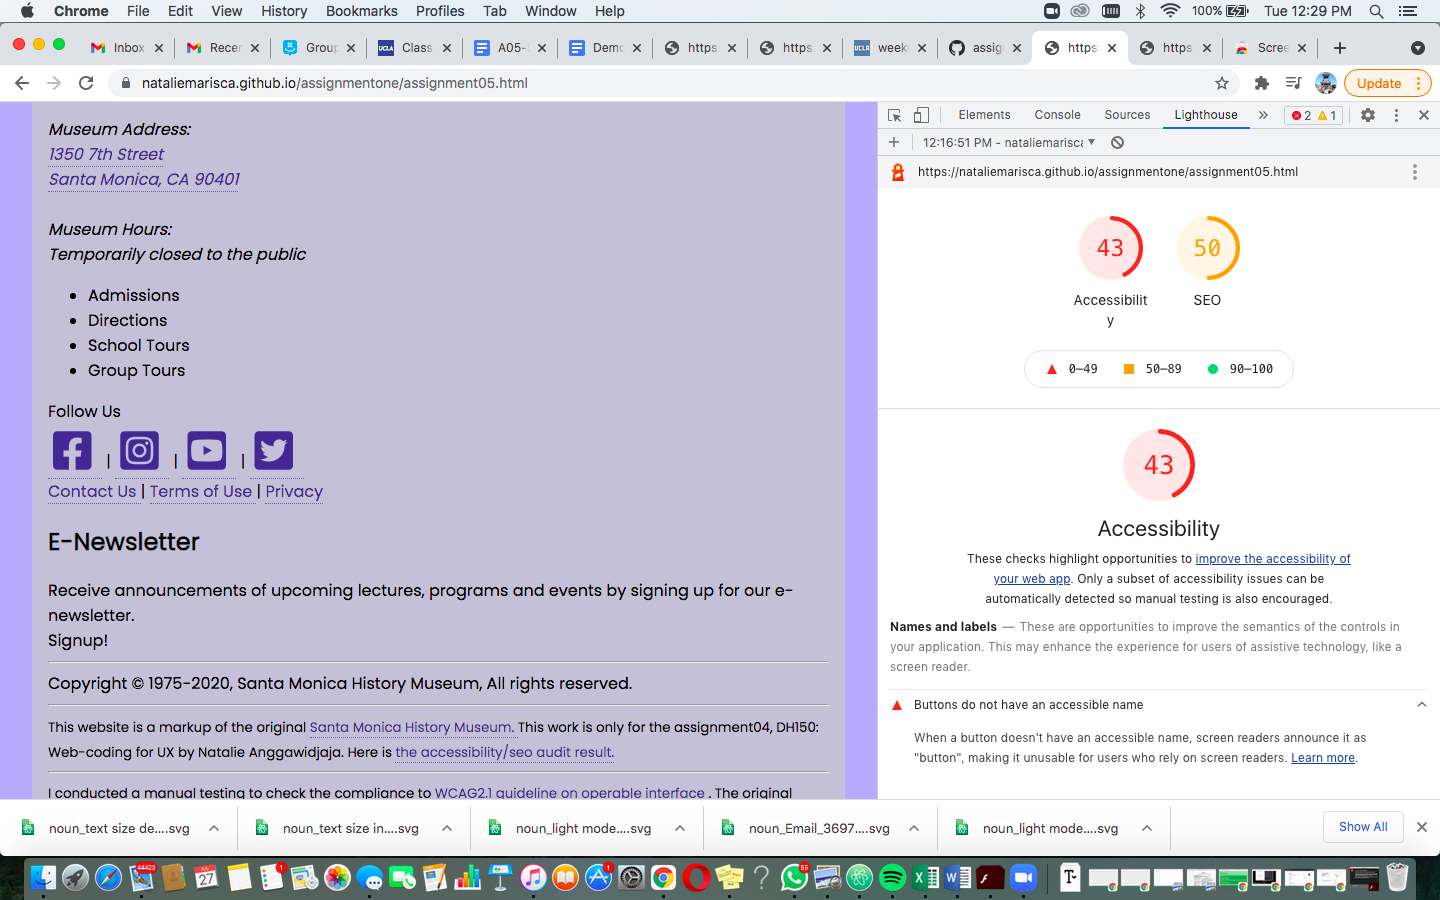 Chrome File Edit View History Bookmarks Profiles Tab Window Help 100% Tue 12:29 PM
Inbox Recer Group Class A05- Demo https https week assig https https Scree
nataliemarisca.github.io/assignmentone/assignment05.html Update
Museum Address:
1350 7th Street
Santa Monica, CA 90401
Museum Hours:
Temporarily closed to the public
Admissions
Directions
School Tours
Group Tours
Follow Us
| | |
Contact Us | Terms of Use | Privacy
E-Newsletter
Receive announcements of upcoming lectures, programs and events by signing up for our e-
newsletter.
Signup!
Copyright © 1975-2020, Santa Monica History Museum, All rights reserved.
This website is a markup of the original Santa Monica History Museum. This work is only for the assignment04, DH150:
Web-coding for UX by Natalie Anggawidjaja. Here is the accessibility/seo audit result.
I conducted a manual testing to check the compliance to WCAG2.1 guideline on operable interface . The original
Elements Console Sources Lighthouse 2 1
12:16:51 PM - nataliemarisca
https://nataliemarisca.github.io/assignmentone/assignment05.html
43 50
Accessibilit SEO
y
0–49 50–89 90–100
43
Accessibility
These checks highlight opportunities to improve the accessibility of
your web app. Only a subset of accessibility issues can be
automatically detected so manual testing is also encouraged.
Names and labels — These are opportunities to improve the semantics of the controls in
your application. This may enhance the experience for users of assistive technology, like a
screen reader.
Buttons do not have an accessible name
When a button doesn't have an accessible name, screen readers announce it as
"button", making it unusable for users who rely on screen readers. Learn more.
noun_text size de....svg noun_text size in....svg noun_light mode....svg noun_Email_3697....svg noun_light mode....svg Show All
44423 JUL 27 1 1 65